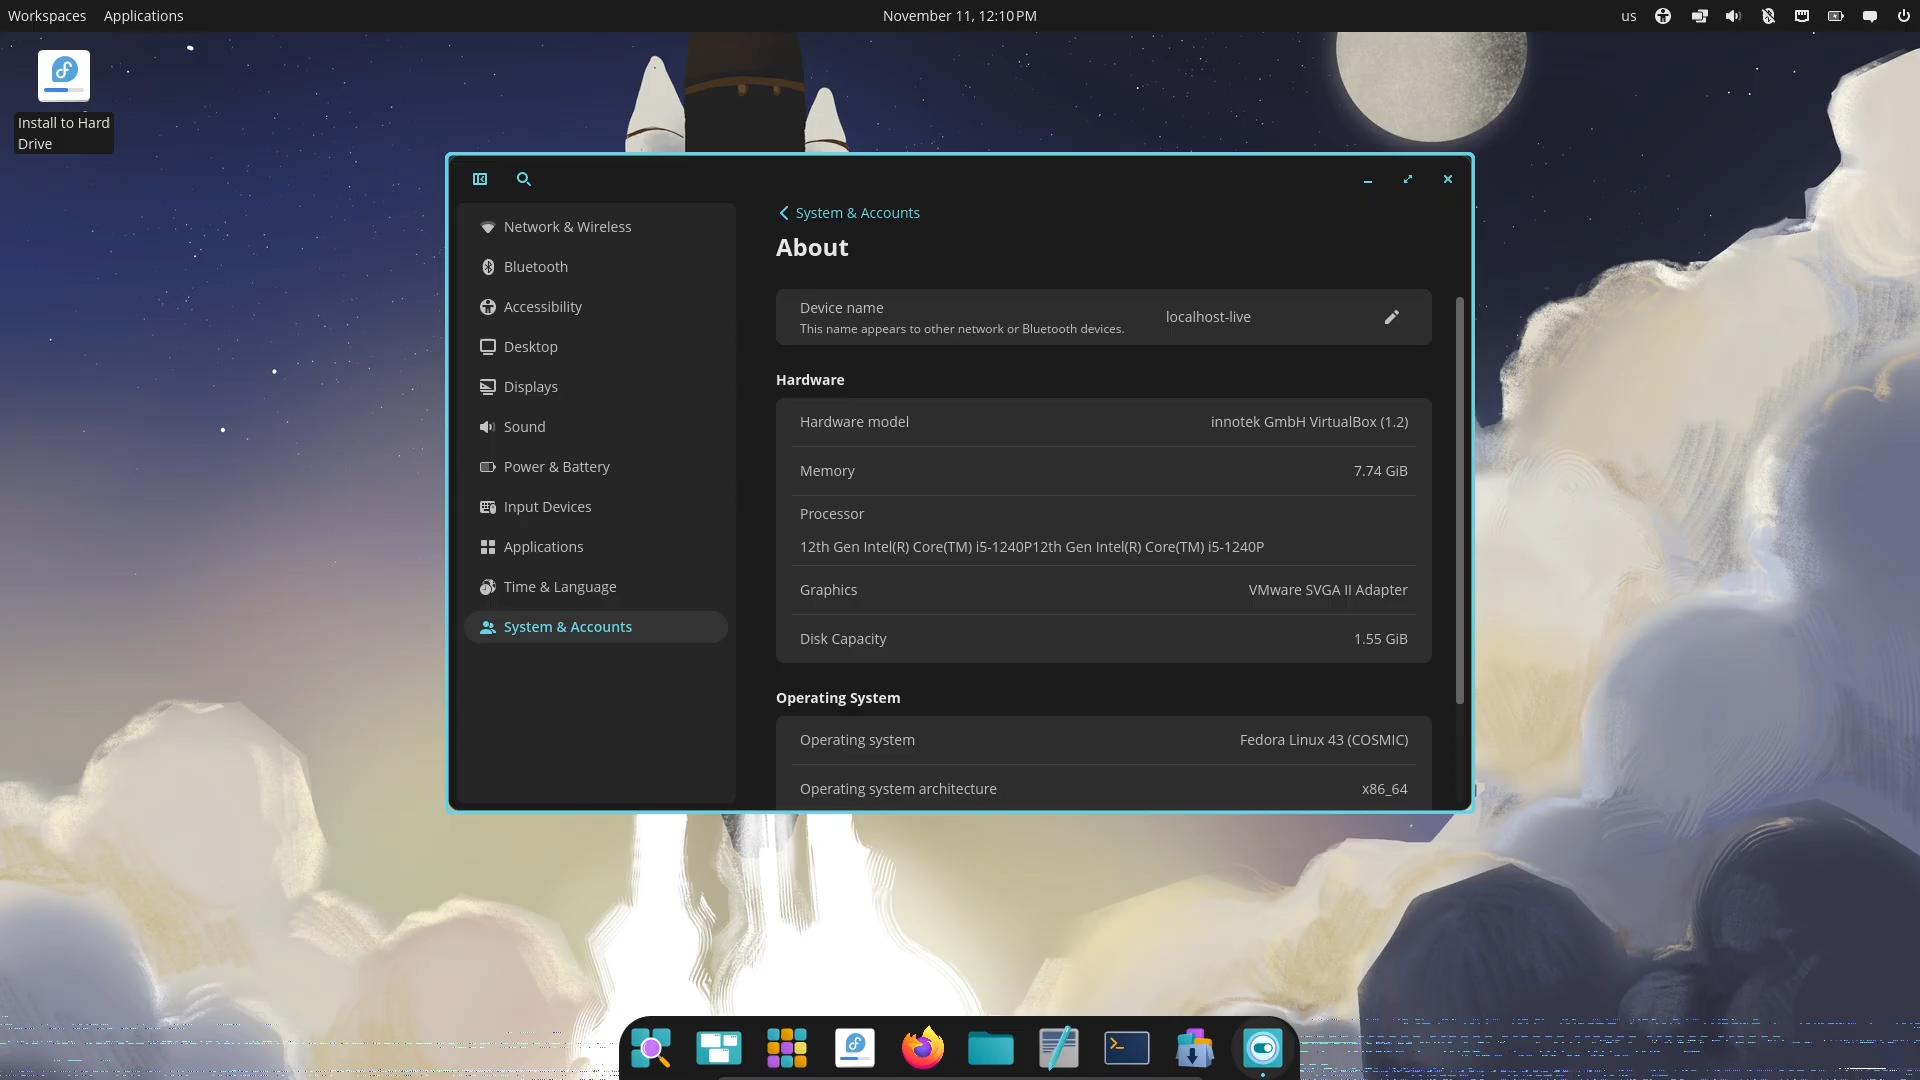 Workspaces Applications November 11, 12:10 PM us
Install to Hard
Drive
Network & Wireless
Bluetooth
Accessibility
Desktop
Displays
Sound
Power & Battery
Input Devices
Applications
Time & Language
System & Accounts
System & Accounts
About
Device name
This name appears to other network or Bluetooth devices.
localhost-live
Hardware
Hardware model innotek GmbH VirtualBox (1.2)
Memory 7.74 GiB
Processor
12th Gen Intel(R) Core(TM) i5-1240P12th Gen Intel(R) Core(TM) i5-1240P
Graphics VMware SVGA II Adapter
Disk Capacity 1.55 GiB
Operating System
Operating system Fedora Linux 43 (COSMIC)
Operating system architecture x86_64